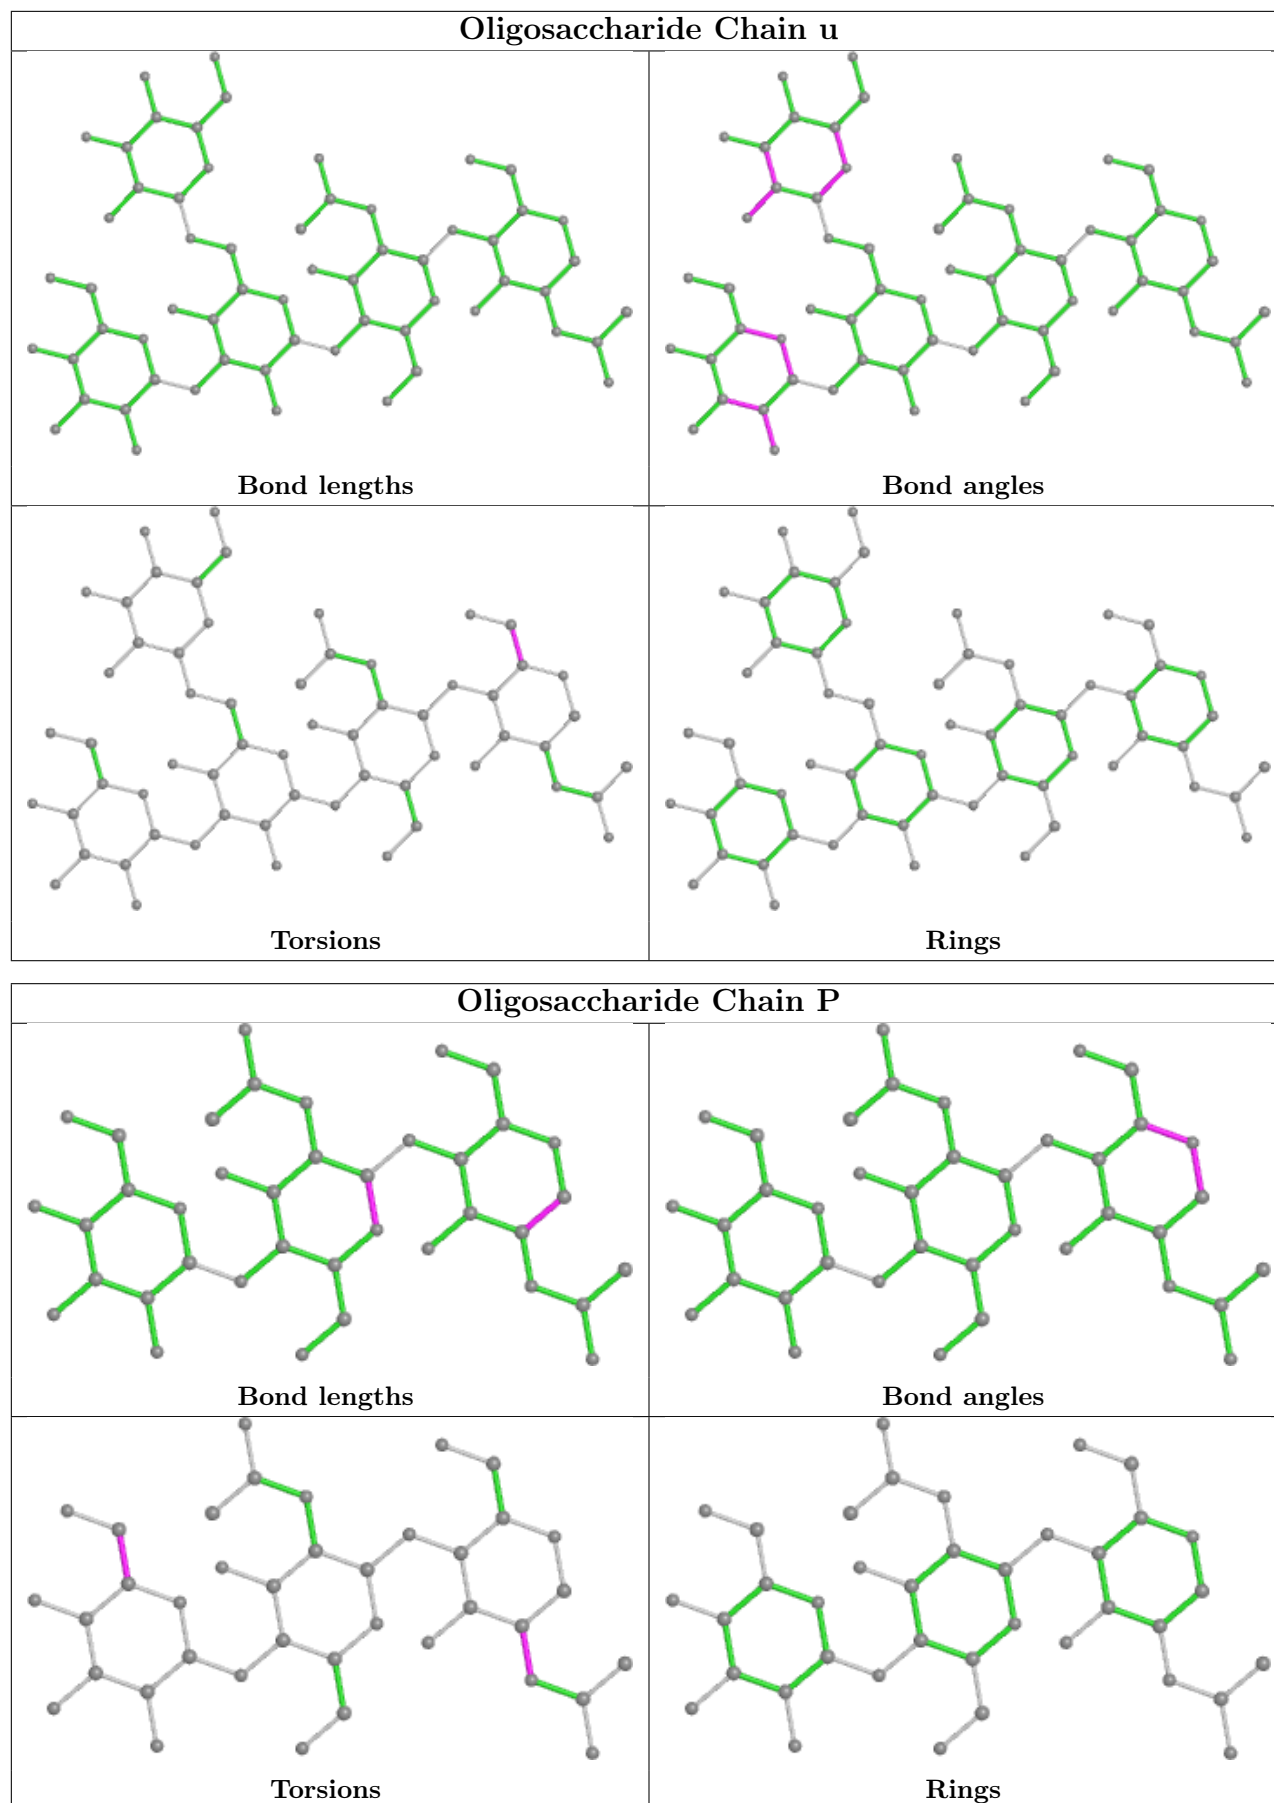 Oligosaccharide Chain u
Bond lengths
Bond angles
Torsions
Rings
Oligosaccharide Chain P
Bond lengths
Bond angles
Torsions
Rings